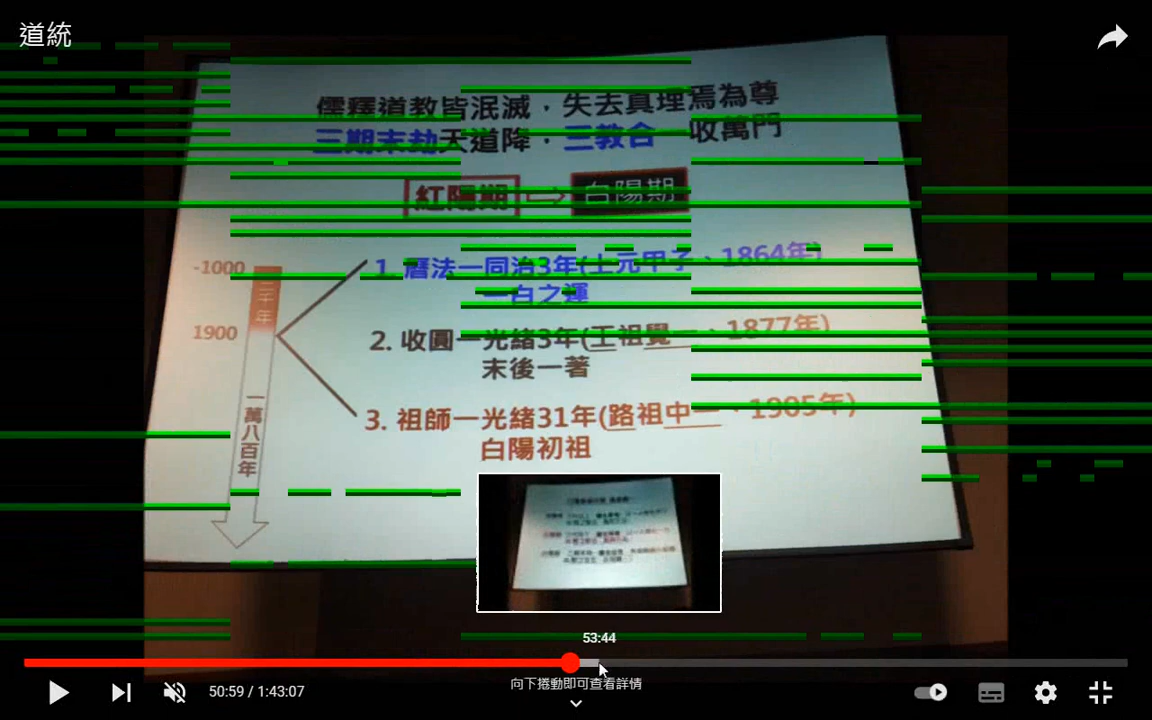 道統
儒釋道教皆泯滅，失去真理焉為尊
三期末劫天道降，三教合一收萬門
紅陽期 → 白陽期
-1000
三千年
1900
一萬八百年
1. 曆法—同治3年(上元甲子、1864年)
一白之運
2. 收圓—光緒3年(王祖覺一、1877年)
末後一著
3. 祖師—光緒31年(路祖中一、1905年)
白陽初祖
53:44
50:59 / 1:43:07
向下捲動即可查看詳情